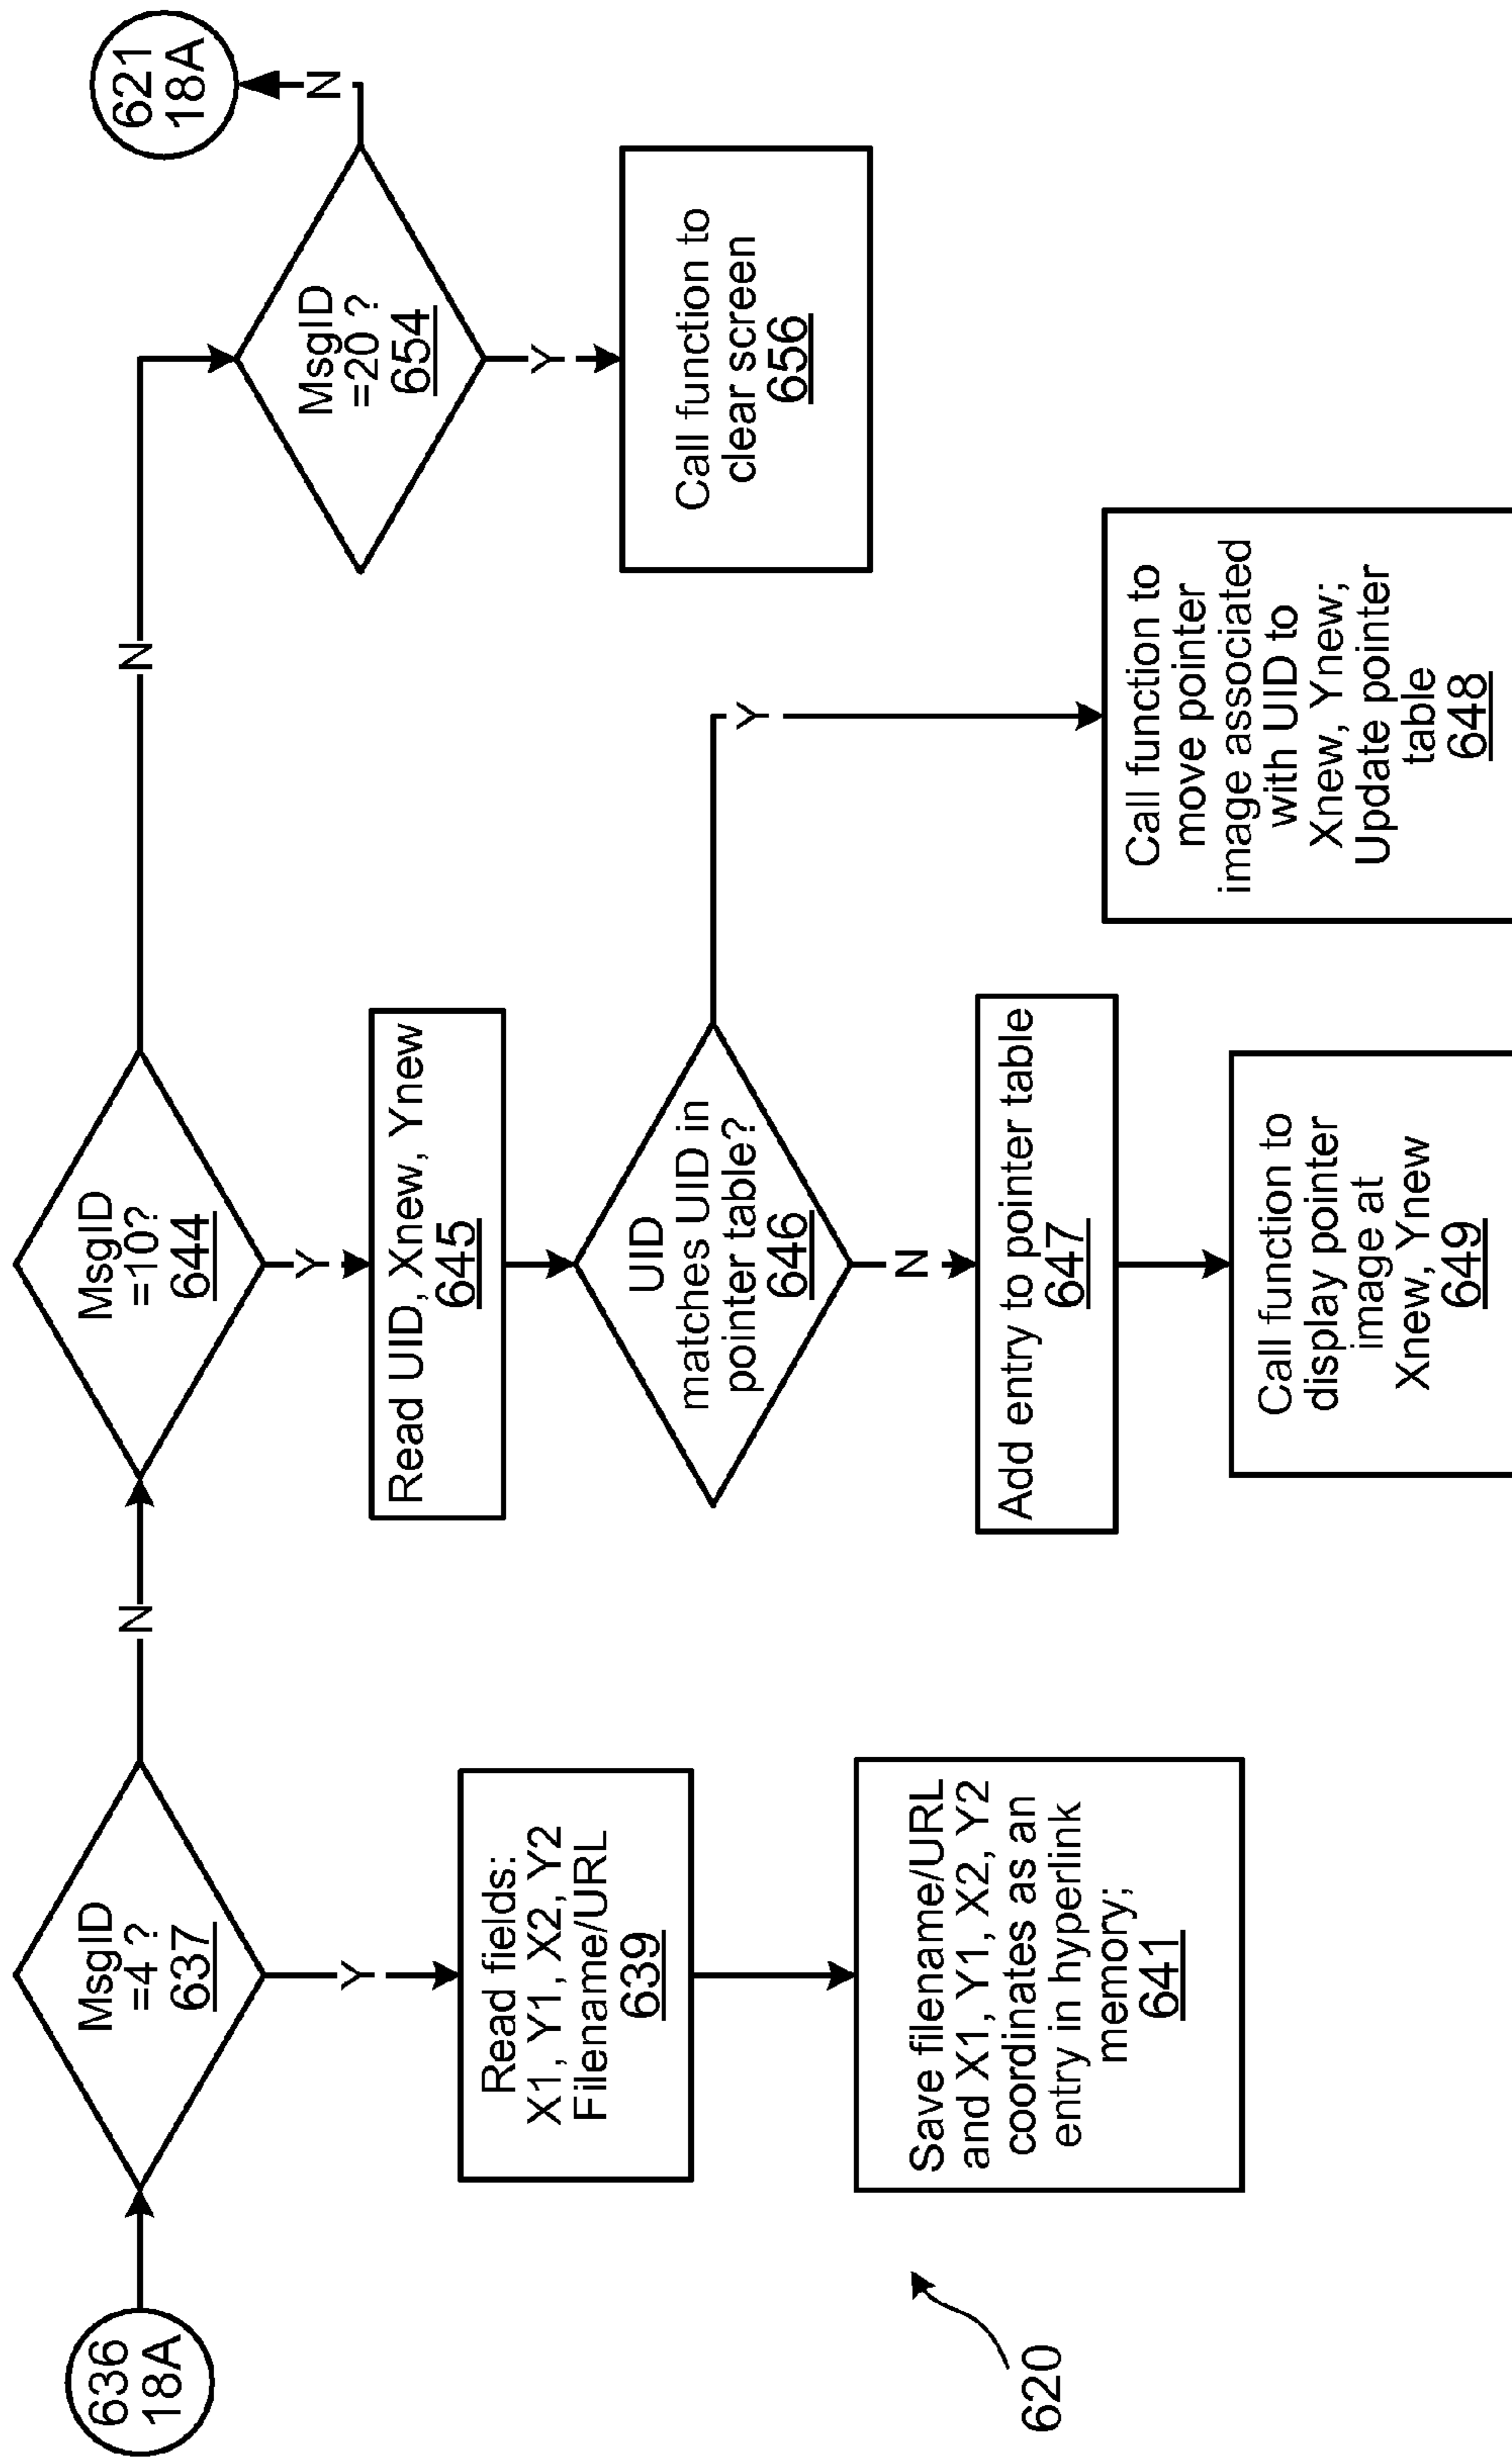 636
18A
MsgID
=4 ?
637
N
MsgID
=10?
644
N
MsgID
=20 ?
654
N
621
18A
Y
Read fields:
X1, Y1, X2, Y2
Filename/URL
639
Save filename/URL
and X1, Y1, X2, Y2
coordinates as an
entry in hyperlink
memory;
641
Y
Read UID, Xnew, Ynew
645
UID
matches UID in
pointer table?
646
N
Add entry to pointer table
647
Call function to
display pointer
image at
Xnew, Ynew
649
Y
Call function to
move pointer
image associated
with UID to
Xnew, Ynew;
Update pointer
table
648
Y
Call function to
clear screen
656
620